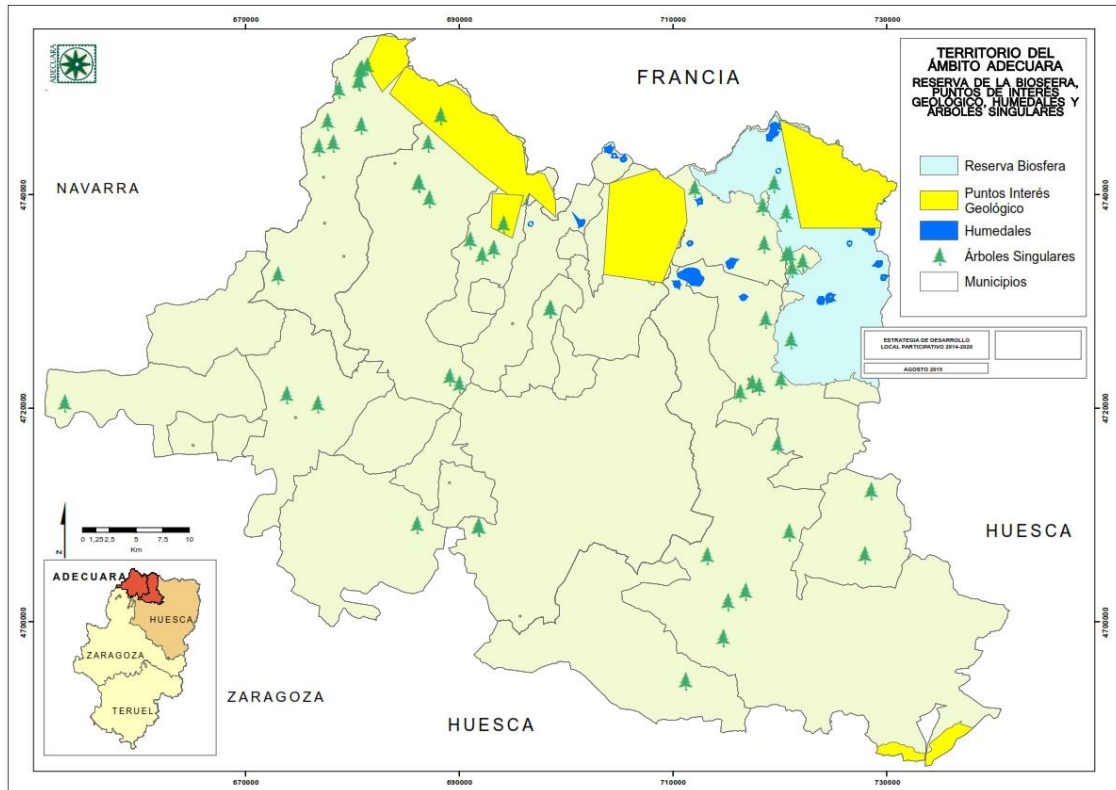 670000
690000
710000
730000
ADECUARA
FRANCIA
TERRITORIO DEL
ÁMBITO ADECUARA
RESERVA DE LA BIOSFERA,
PUNTOS DE INTERÉS
GEOLÓGICO, HUMEDALES Y
ÁRBOLES SINGULARES
Reserva Biosfera
Puntos Interés
Geológico
Humedales
Árboles Singulares
Municipios
NAVARRA
4740000
4740000
ESTRATEGIA DE DESARROLLO
LOCAL PARTICIPATIVO 2014-2020
AGOSTO 2015
4720000
4720000
N
0 1,252,5 5 7,5 10
Km
HUESCA
ADECUARA
HUESCA
ZARAGOZA
TERUEL
4700000
4700000
ZARAGOZA
HUESCA
670000
690000
710000
730000